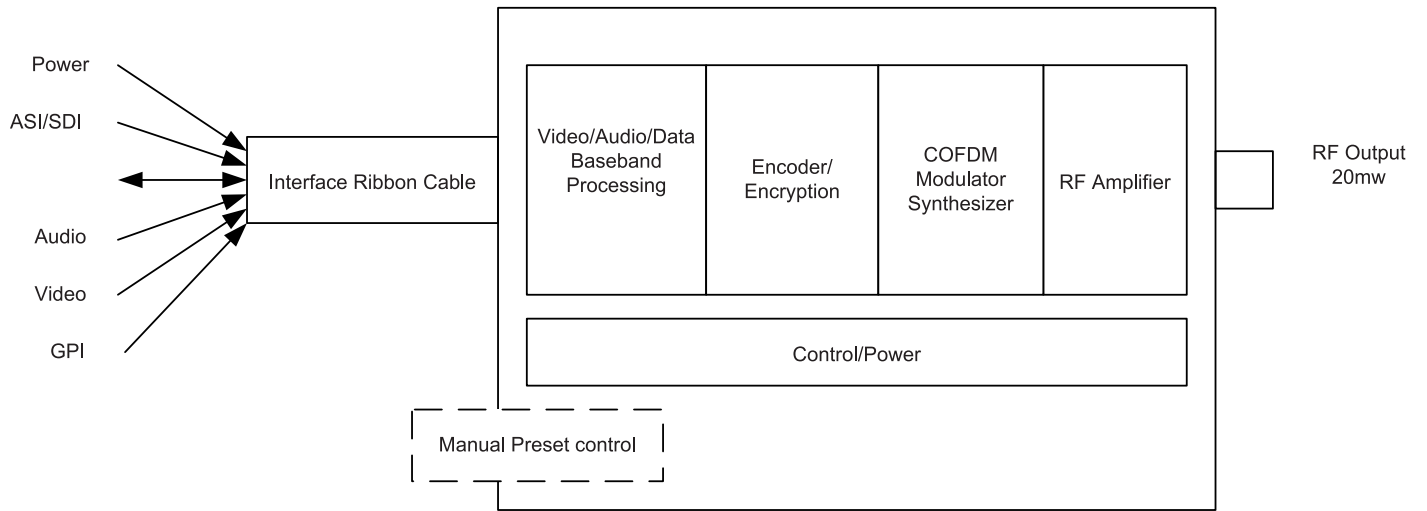 Power
ASI/SDI
Audio
Video
GPI
Interface Ribbon Cable
Video/Audio/Data
Baseband
Processing
Encoder/
Encryption
COFDM
Modulator
Synthesizer
RF Amplifier
Control/Power
Manual Preset control
RF Output
20mw